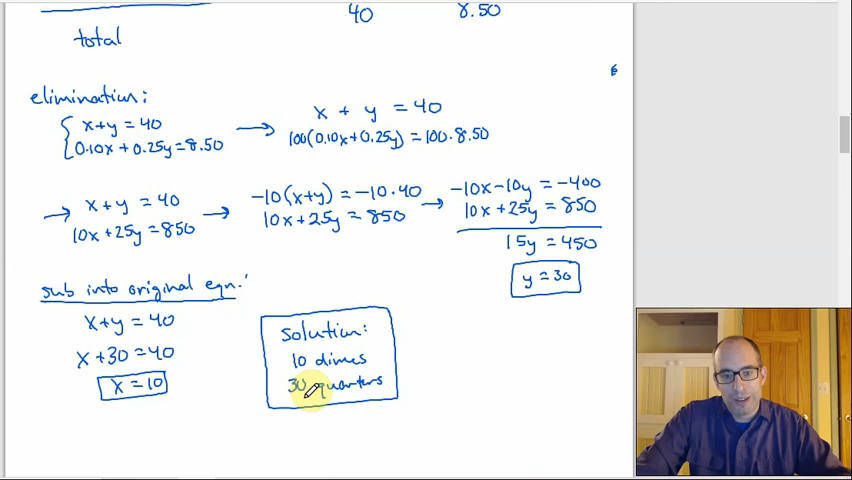 40 8.50
total
elimination:
x+y=40
0.10x+0.25y=8.50
x + y = 40
100(0.10x+0.25y)=100·8.50
x+y=40
10x+25y=850
-10(x+y)=-10·40
10x+25y=850
-10x-10y=-400
10x+25y=850
15y=450
y=30
sub into original eqn.
x+y=40
x+30=40
x=10
Solution:
10 dimes
30 quarters